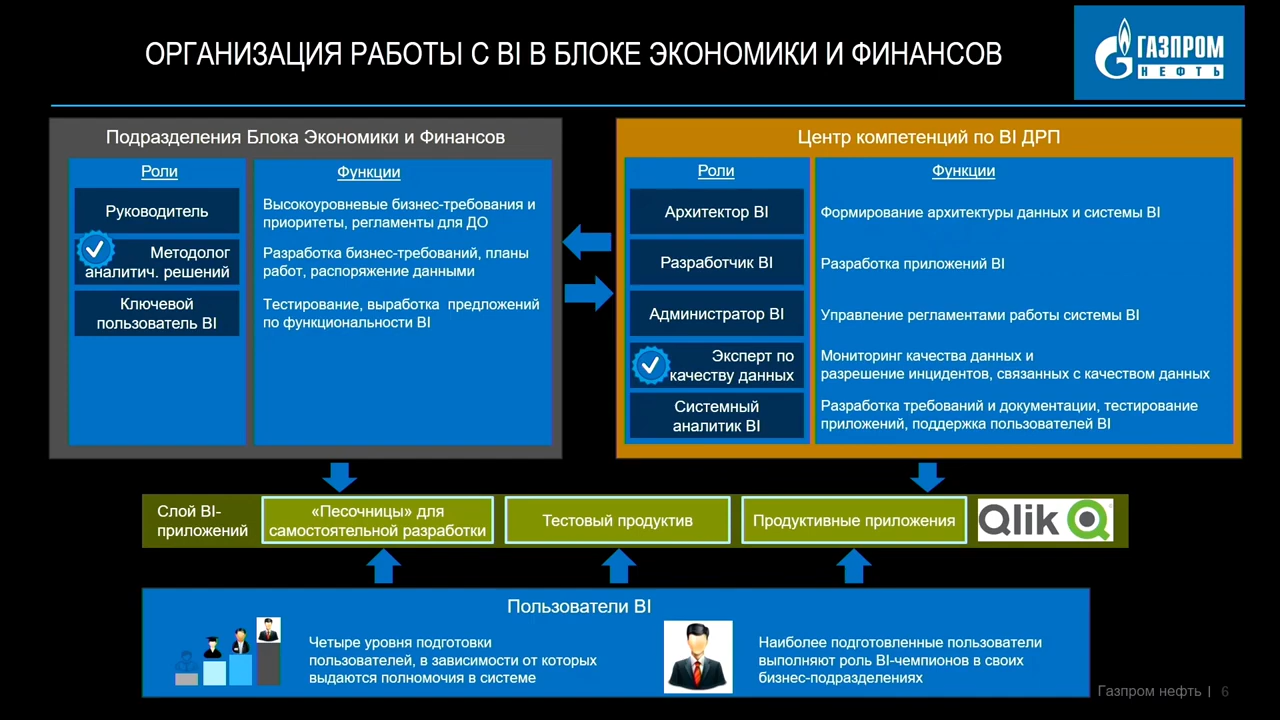 ОРГАНИЗАЦИЯ РАБОТЫ С BI В БЛОКЕ ЭКОНОМИКИ И ФИНАНСОВ
ГАЗПРОМ
НЕФТЬ
Подразделения Блока Экономики и Финансов
Роли
Функции
Руководитель
Высокоуровневые бизнес-требования и
приоритеты, регламенты для ДО
Методолог
аналитич. решений
Разработка бизнес-требований, планы
работ, распоряжение данными
Ключевой
пользователь BI
Тестирование, выработка предложений
по функциональности BI
Центр компетенций по BI ДРП
Роли
Функции
Архитектор BI
Формирование архитектуры данных и системы BI
Разработчик BI
Разработка приложений BI
Администратор BI
Управление регламентами работы системы BI
Эксперт по
качеству данных
Мониторинг качества данных и
разрешение инцидентов, связанных с качеством данных
Системный
аналитик BI
Разработка требований и документации, тестирование
приложений, поддержка пользователей BI
Слой BI-
приложений
«Песочницы» для
самостоятельной разработки
Тестовый продуктив
Продуктивные приложения
Qlik
Пользователи BI
Четыре уровня подготовки
пользователей, в зависимости от которых
выдаются полномочия в системе
Наиболее подготовленные пользователи
выполняют роль BI-чемпионов в своих
бизнес-подразделениях
Газпром нефть | 6